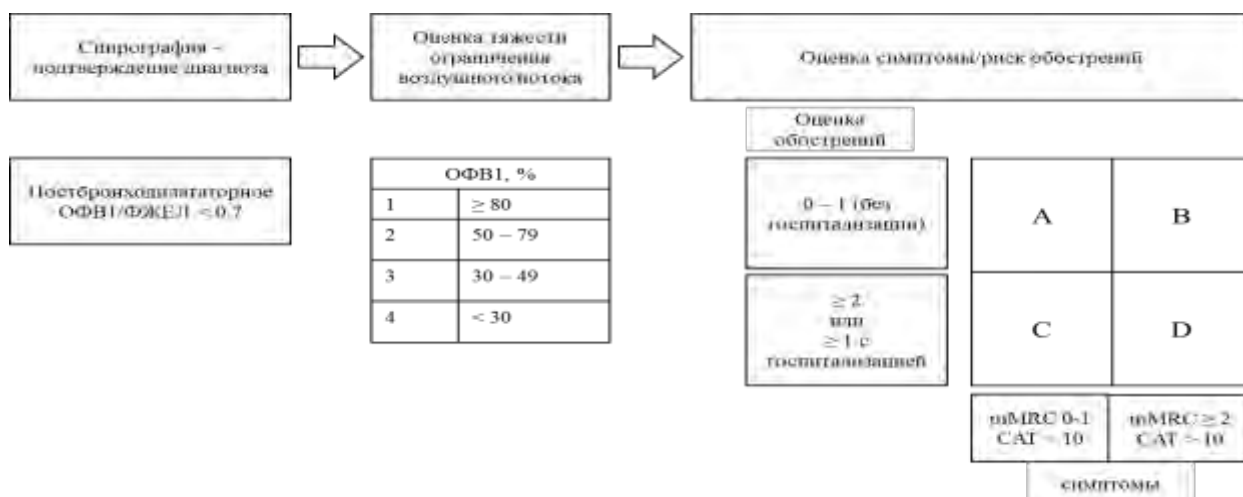 Спирография –
подтверждение диагноза
Оценка тяжести
ограничения
воздушного потока
Оценка симптомы/риск обострений
Оценка
обострений
Постбронходилататорное
ОФВ1/ФЖЕЛ < 0,7
ОФВ1, %
1 ≥ 80
2 50 – 79
3 30 – 49
4 < 30
0 – 1 (без
госпитализации)
A B
≥ 2
или
≥ 1 с
госпитализацией
C D
mMRC 0-1
CAT 10
mMRC ≥ 2
CAT 10
симптомы